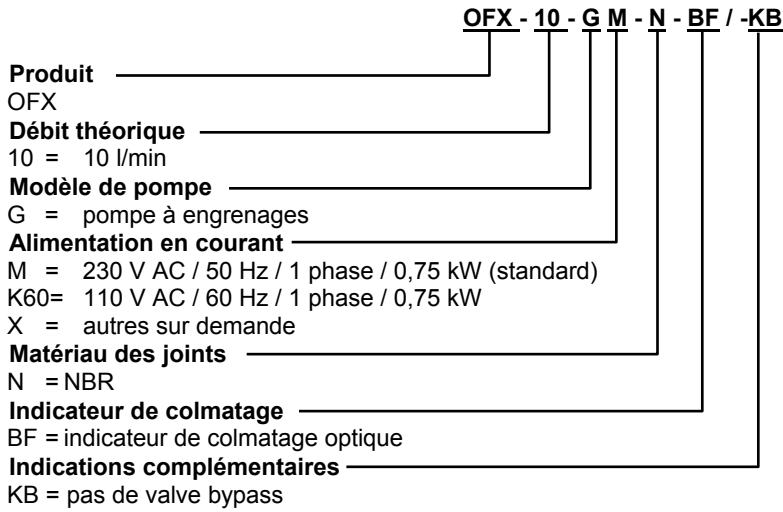 OFX - 10 - G M - N - BF / -KB
Produit
OFX
Débit théorique
10 = 10 l/min
Modèle de pompe
G = pompe à engrenages
Alimentation en courant
M = 230 V AC / 50 Hz / 1 phase / 0,75 kW (standard)
K60= 110 V AC / 60 Hz / 1 phase / 0,75 kW
X = autres sur demande
Matériau des joints
N = NBR
Indicateur de colmatage
BF = indicateur de colmatage optique
Indications complémentaires
KB = pas de valve bypass